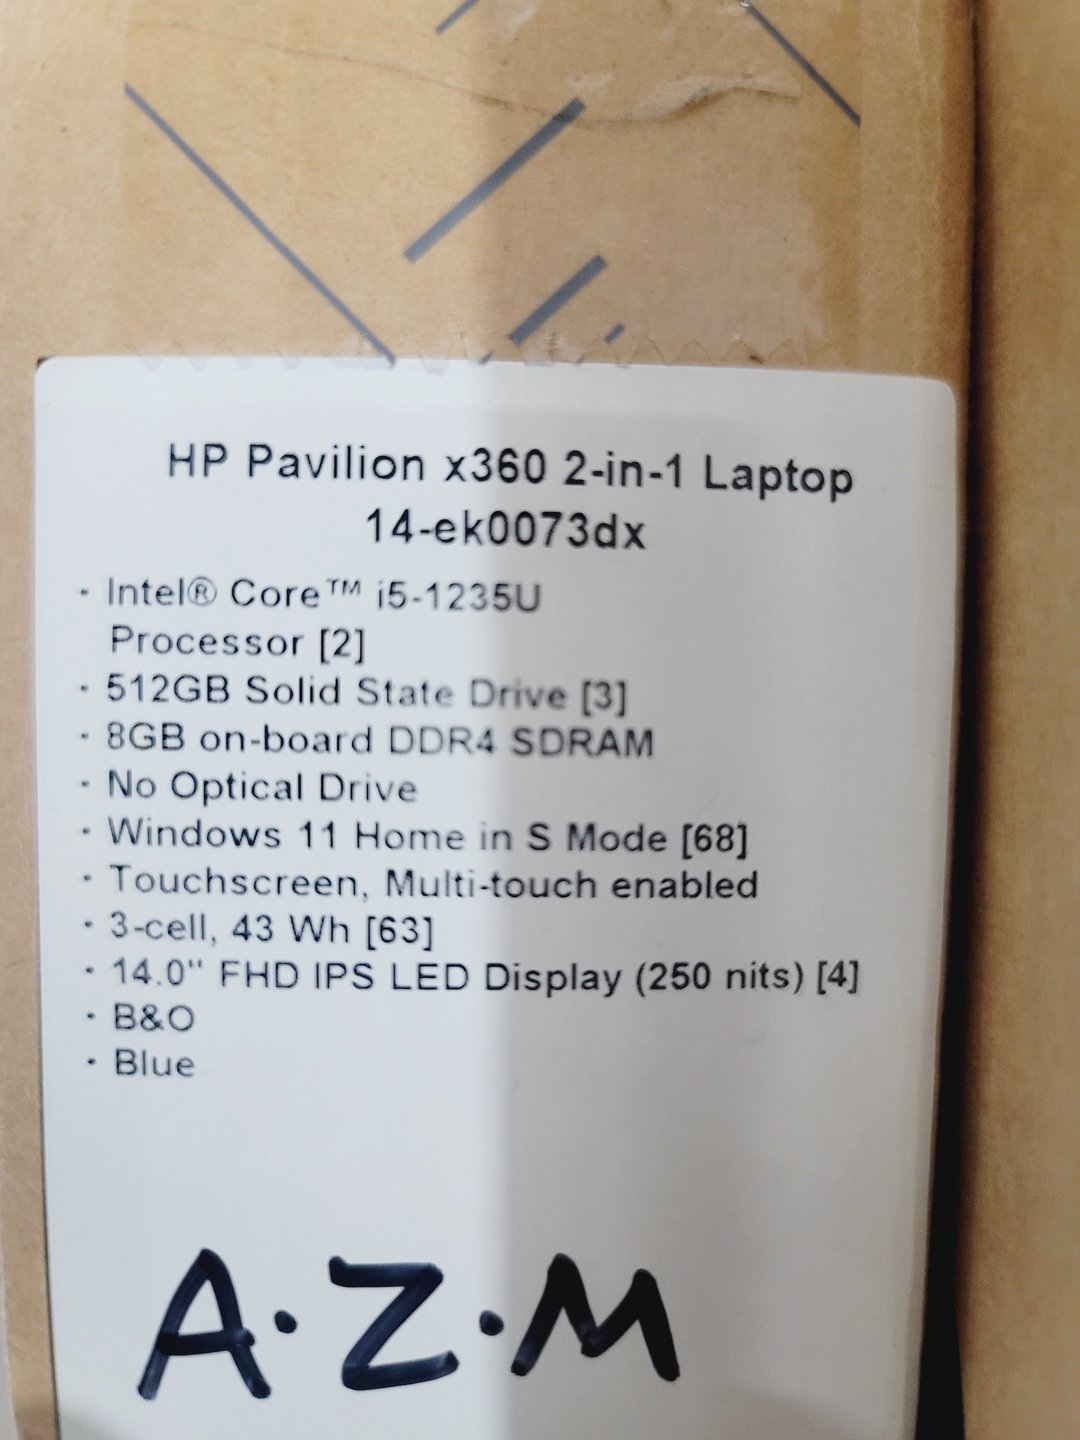 HP Pavilion x360 2-in-1 Laptop
14-ek0073dx
· Intel® Core™ i5-1235U
Processor [2]
· 512GB Solid State Drive [3]
· 8GB on-board DDR4 SDRAM
· No Optical Drive
· Windows 11 Home in S Mode [68]
· Touchscreen, Multi-touch enabled
· 3-cell, 43 Wh [63]
· 14.0" FHD IPS LED Display (250 nits) [4]
· B&O
· Blue
A·Z·M